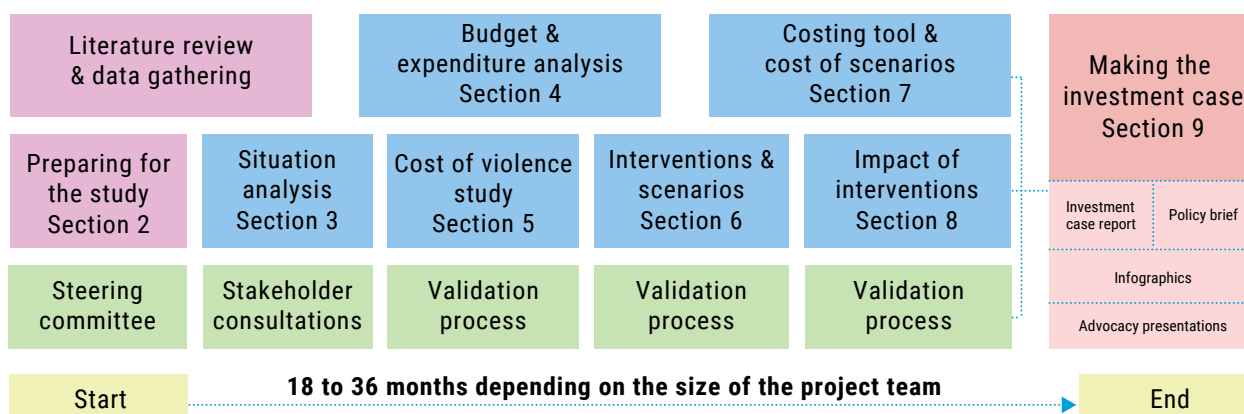 Literature review
& data gathering
Budget &
expenditure analysis
Section 4
Costing tool &
cost of scenarios
Section 7
Making the
investment case
Section 9
Preparing for
the study
Section 2
Situation
analysis
Section 3
Cost of violence
study
Section 5
Interventions &
scenarios
Section 6
Impact of
interventions
Section 8
Investment
case report
Policy brief
Infographics
Advocacy presentations
Steering
committee
Stakeholder
consultations
Validation
process
Validation
process
Validation
process
Start
18 to 36 months depending on the size of the project team
End